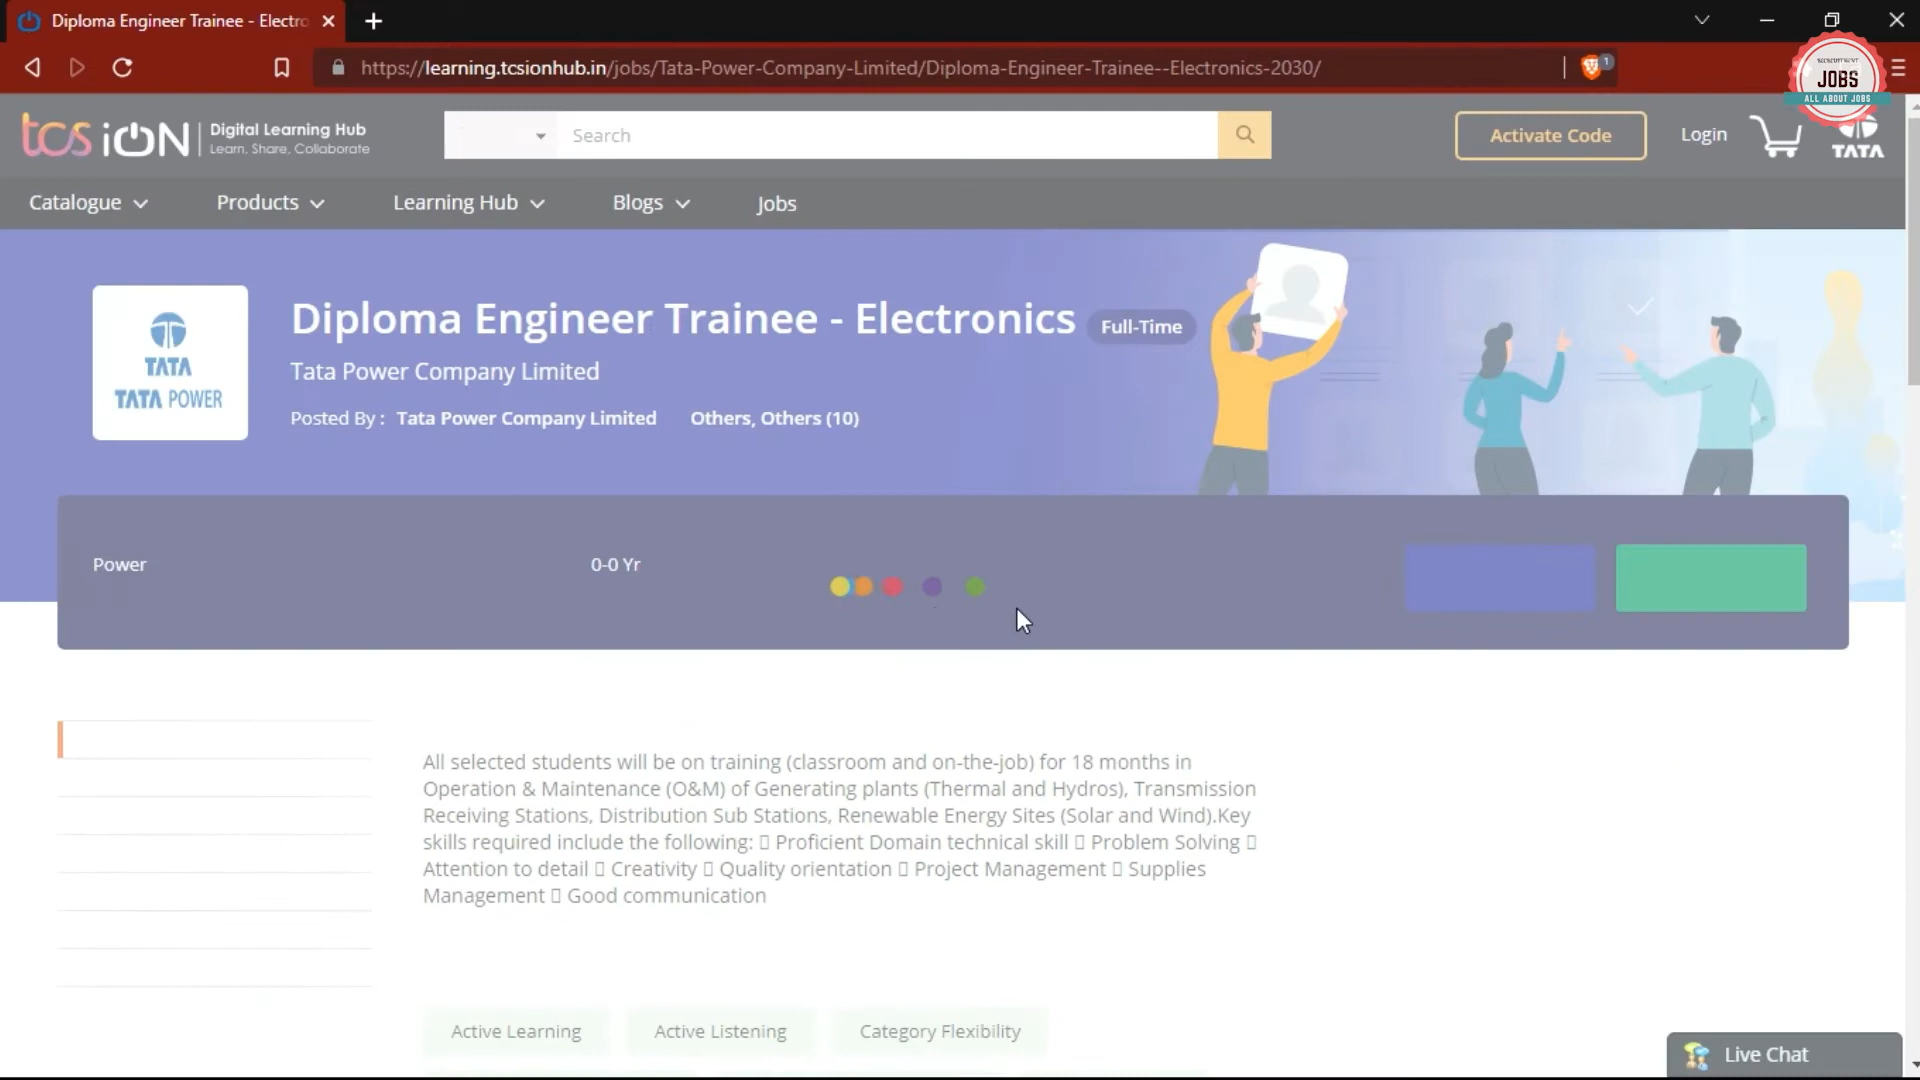 Diploma Engineer Trainee - Electro
https://learning.tcsionhub.in/jobs/Tata-Power-Company-Limited/Diploma-Engineer-Trainee--Electronics-2030/
1
RECRUITMENT
JOBS
ALL ABOUT JOBS
tcs iON
Digital Learning Hub
Learn. Share. Collaborate
Search
Activate Code
Login
TATA
Catalogue
Products
Learning Hub
Blogs
Jobs
TATA
TATA POWER
Diploma Engineer Trainee - Electronics
Full-Time
Tata Power Company Limited
Posted By : Tata Power Company Limited
Others, Others (10)
Power
0-0 Yr
All selected students will be on training (classroom and on-the-job) for 18 months in
Operation & Maintenance (O&M) of Generating plants (Thermal and Hydros), Transmission
Receiving Stations, Distribution Sub Stations, Renewable Energy Sites (Solar and Wind).Key
skills required include the following: ▯ Proficient Domain technical skill ▯ Problem Solving ▯
Attention to detail ▯ Creativity ▯ Quality orientation ▯ Project Management ▯ Supplies
Management ▯ Good communication
Active Learning
Active Listening
Category Flexibility
Live Chat